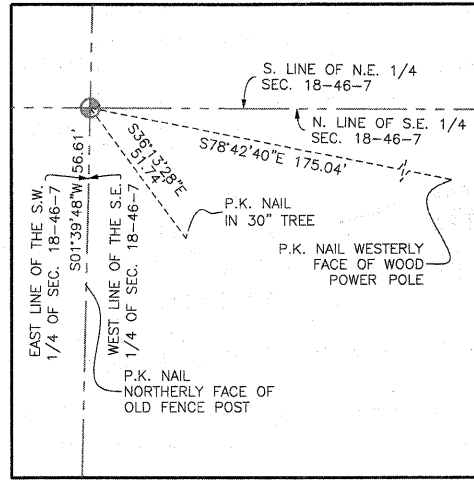 S. LINE OF N.E. 1/4
SEC. 18-46-7
N. LINE OF S.E. 1/4
SEC. 18-46-7
S78°42'40"E 175.04'
S36°13'28"E
51.74'
P.K. NAIL
IN 30" TREE
P.K. NAIL WESTERLY
FACE OF WOOD
POWER POLE
EAST LINE OF THE S.W.
1/4 OF SEC. 18-46-7
S01°39'48"W 56.61'
WEST LINE OF THE S.E.
1/4 OF SEC. 18-46-7
P.K. NAIL
NORTHERLY FACE OF
OLD FENCE POST